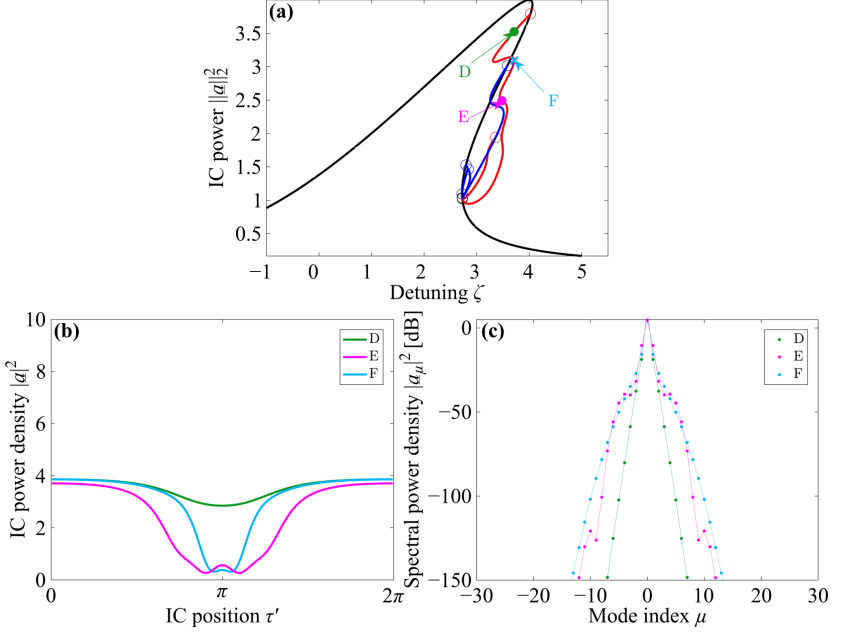 (a)
IC power ||a||²₂
3.5
3
2.5
2
1.5
1
0.5
D
F
E
−1 0 1 2 3 4 5
Detuning ζ
(b)
IC power density |a|²
10
8
6
4
2
0
D
E
F
0 π 2π
IC position τ′
(c)
Spectral power density |aμ|² [dB]
0
−50
−100
−150
D
E
F
−30 −20 −10 0 10 20 30
Mode index μ